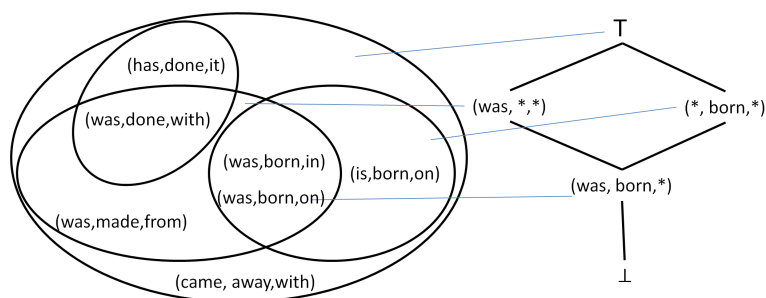 (has,done,it)
(was,done,with)
(was,born,in)
(was,born,on)
(is,born,on)
(was,made,from)
(came, away,with)
⊤
(was, *,*)
(*, born,*)
(was, born,*)
⊥